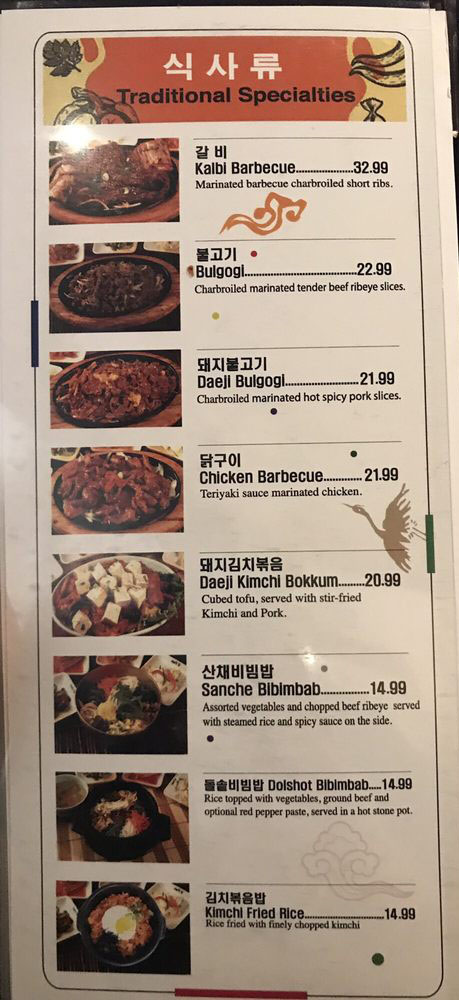 식사류
Traditional Specialties
갈 비
Kalbi Barbecue....................32.99
Marinated barbecue charbroiled short ribs.
불고기
Bulgogi.......................................22.99
Charbroiled marinated tender beef ribeye slices.
돼지불고기
Daeji Bulgogi.........................21.99
Charbroiled marinated hot spicy pork slices.
닭구이
Chicken Barbecue............. 21.99
Teriyaki sauce marinated chicken.
돼지김치볶음
Daeji Kimchi Bokkum.........20.99
Cubed tofu, served with stir-fried
Kimchi and Pork.
산채비빔밥
Sanche Bibimbab.................14.99
Assorted vegetables and chopped beef ribeye served
with steamed rice and spicy sauce on the side.
돌솥비빔밥 Dolshot Bibimbab.....14.99
Rice topped with vegetables, ground beef and
optional red pepper paste, served in a hot stone pot.
김치볶음밥
Kimchi Fried Rice............................14.99
Rice fried with finely chopped kimchi